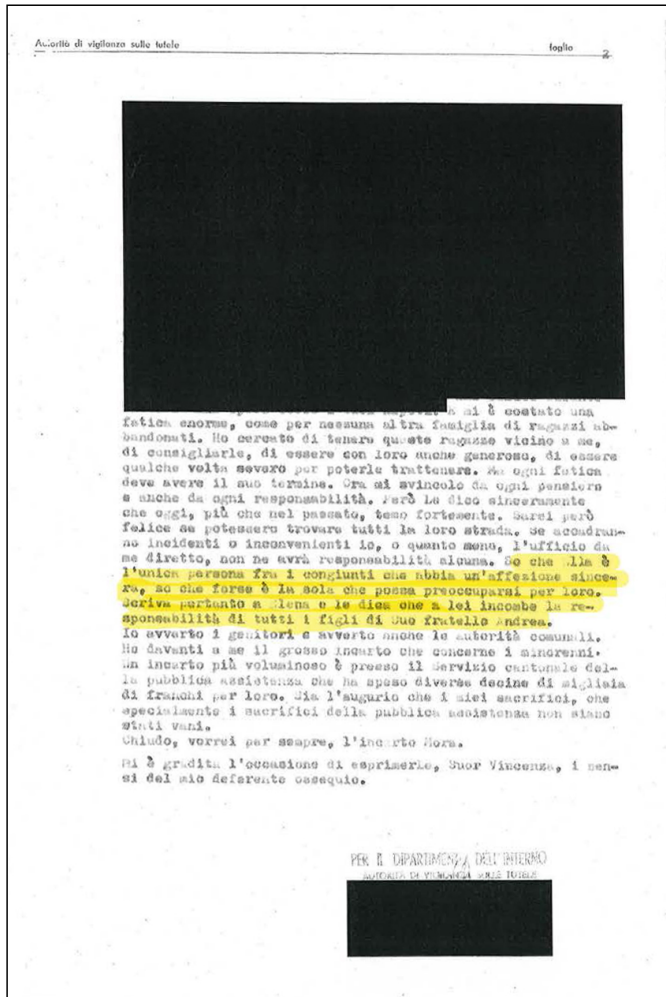 Autorità di vigilanza sulle tutele foglio 2
mi è costato una
fatica enorme, come per nessuna altra famiglia di ragazzi ab-
bandonati. Ho cercato di tenere queste ragazze vicino a me,
di consigliarle, di essere con loro anche generoso, di essere
qualche volta severo per poterle trattenere. Ma ogni fatica
deve avere il suo termine. Ora mi svincolo da ogni pensiero
e anche da ogni responsabilità. Però Le dico sinceramente
che oggi, più che nel passato, temo fortemente. Sarei però
felice se potessero trovare tutti la loro strada. Se accadran-
no incidenti o inconvenienti io, o quanto meno, l'ufficio da
me diretto, non ne avrà responsabilità alcuna. So che Ella è
l'unica persona fra i congiunti che abbia un'affezione since-
ra, so che forse è la sola che possa preoccuparsi per loro.
Scriva pertanto a Elena e le dica che a lei incombe la re-
sponsabilità di tutti i figli di Suo fratello Andrea.
Io avverto i genitori e avverto anche le autorità comunali.
Ho davanti a me il grosso incarto che concerne i minorenni.
Un incarto più voluminoso è presso il Servizio cantonale del-
la pubblica assistenza che ha speso diverse decine di migliaia
di franchi per loro. Sia l'augurio che i miei sacrifici, che
specialmente i sacrifici della pubblica assistenza non siano
stati vani.
Chiudo, vorrei per sempre, l'incarto Mora.
Mi è gradita l'occasione di esprimerle, Suor Vincenza, i sen-
si del mio deferente ossequio.
PER IL DIPARTIMENTO DELL'INTERNO
AUTORITÀ DI VIGILANZA SULLE TUTELE